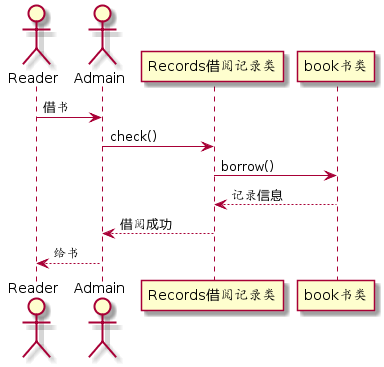 Reader
Admain
Records借阅记录类
book书类
借书
check()
borrow()
记录信息
借阅成功
给书
Reader
Admain
Records借阅记录类
book书类